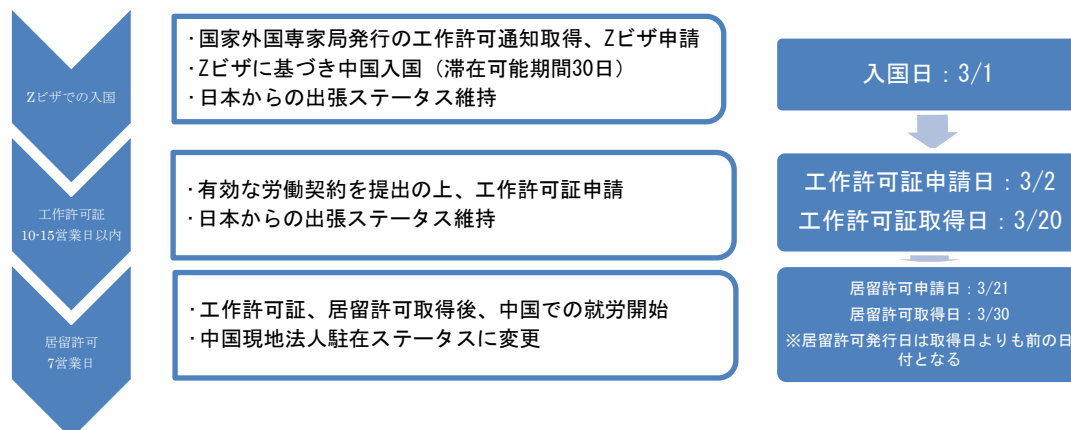 Zビザでの入国
・国家外国専家局発行の工作許可通知取得、Zビザ申請
・Zビザに基づき中国入国（滞在可能期間30日）
・日本からの出張ステータス維持
入国日：3/1
工作許可証
10-15営業日以内
・有効な労働契約を提出の上、工作許可証申請
・日本からの出張ステータス維持
工作許可証申請日：3/2
工作許可証取得日：3/20
居留許可
7営業日
・工作許可証、居留許可取得後、中国での就労開始
・中国現地法人駐在ステータスに変更
居留許可申請日：3/21
居留許可取得日：3/30
※居留許可発行日は取得日よりも前の日
付となる